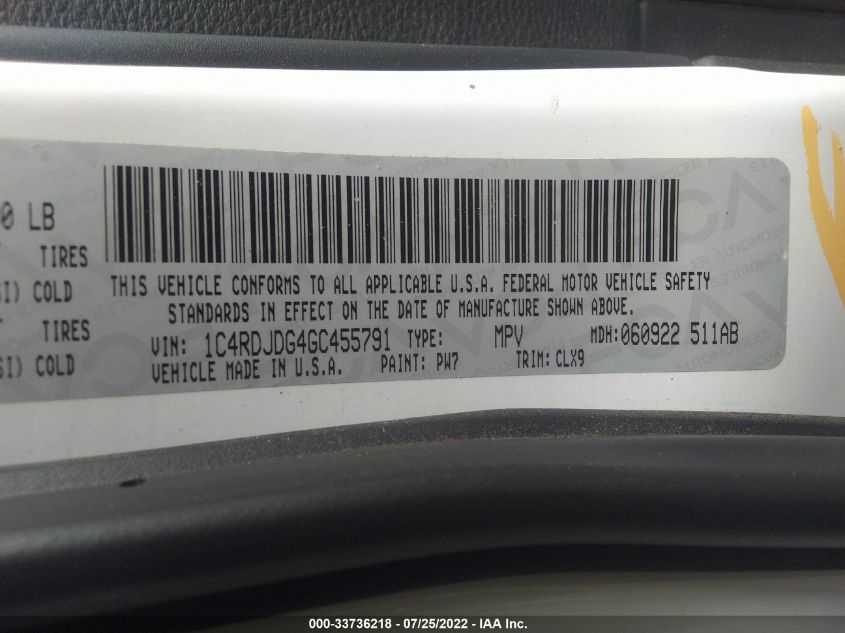 0 LB
TIRES
SI) COLD
TIRES
SI) COLD
THIS VEHICLE CONFORMS TO ALL APPLICABLE U.S.A. FEDERAL MOTOR VEHICLE SAFETY
STANDARDS IN EFFECT ON THE DATE OF MANUFACTURE SHOWN ABOVE.
VIN: 1C4RDJDG4GC455791 TYPE: MPV MDH:060922 511AB
VEHICLE MADE IN U.S.A. PAINT: PW7 TRIM: CLX9
000-33736218 - 07/25/2022 - IAA Inc.